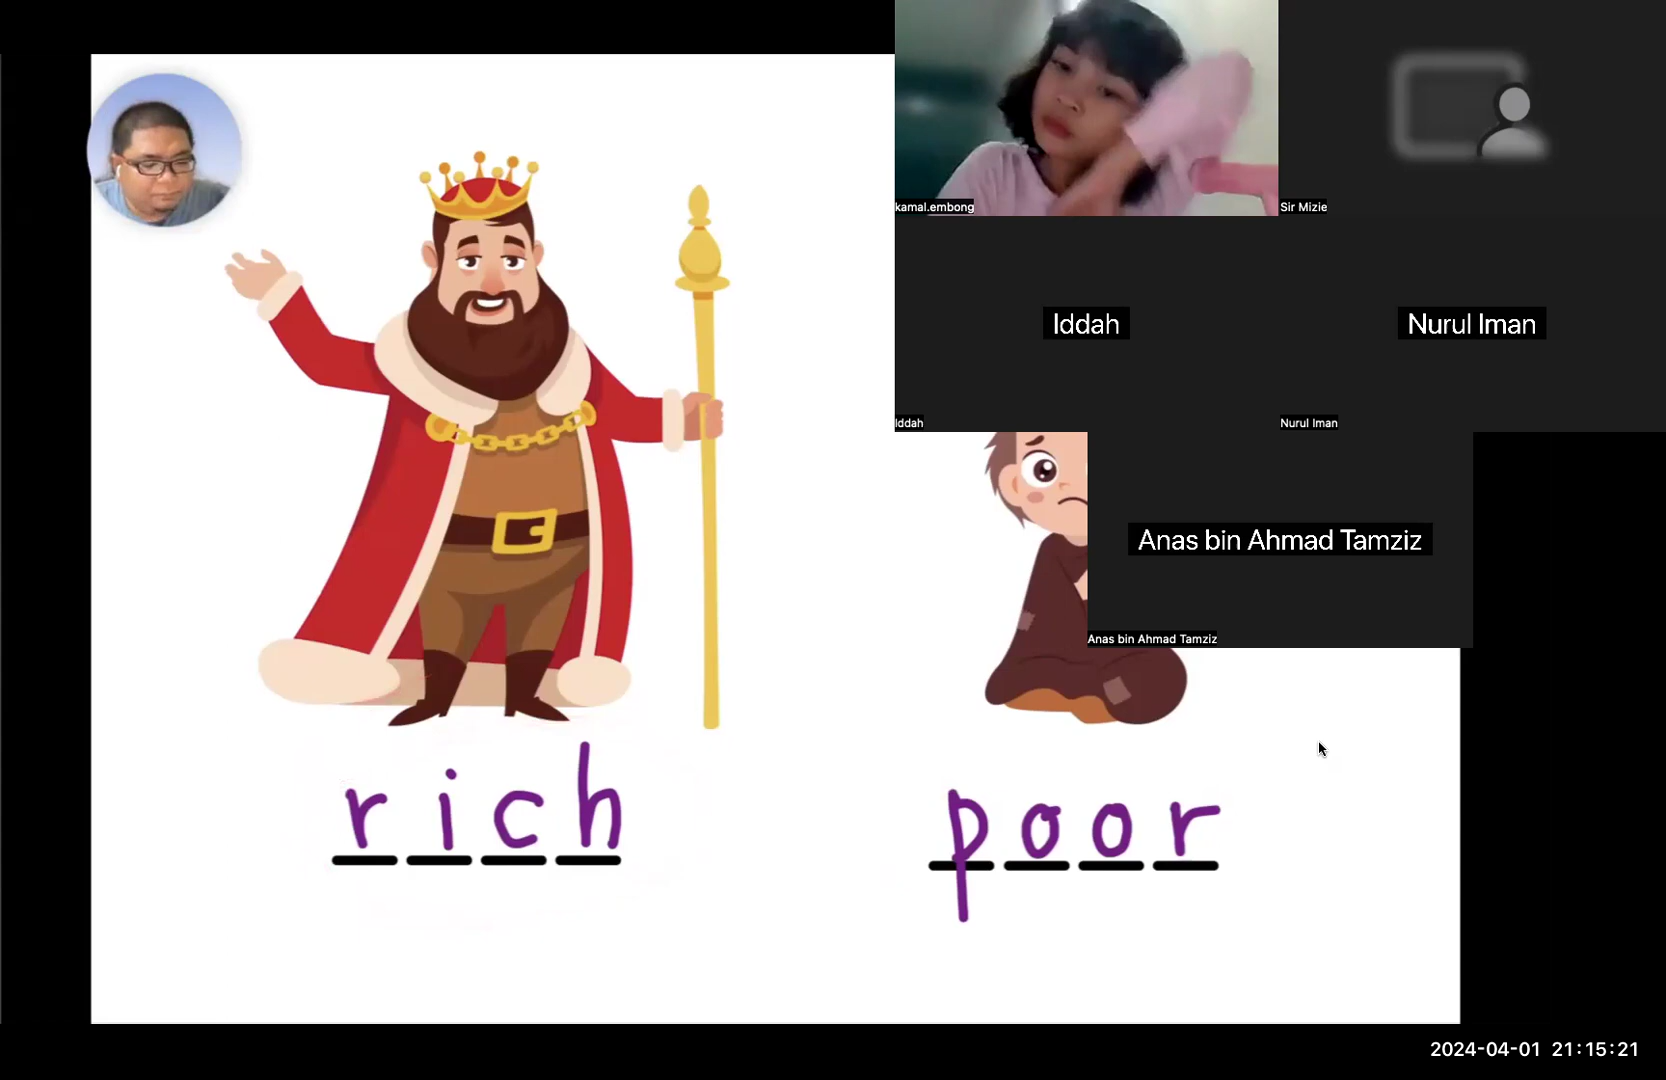 kamal.embong
Sir Mizie
Iddah
Nurul Iman
Iddah
Nurul Iman
Anas bin Ahmad Tamziz
Anas bin Ahmad Tamziz
rich
poor
2024-04-01 21:15:21